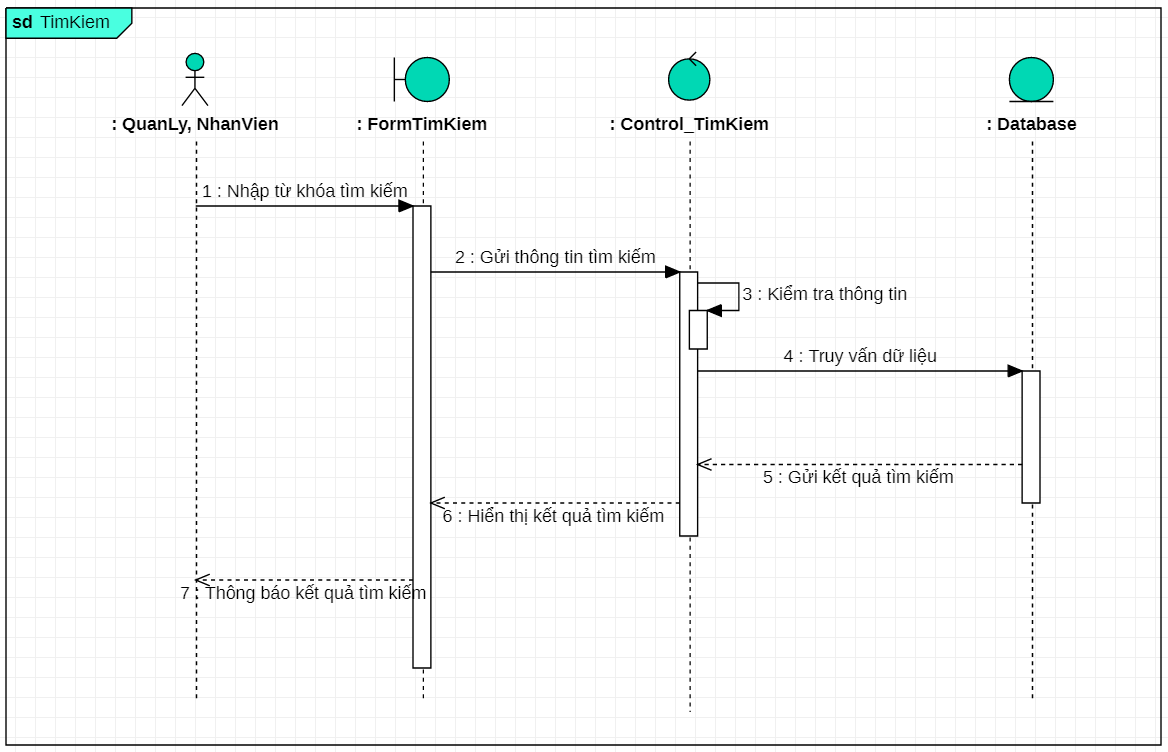 sd TimKiem
: QuanLy, NhanVien
: FormTimKiem
: Control_TimKiem
: Database
1 : Nhập từ khóa tìm kiếm
2 : Gửi thông tin tìm kiếm
3 : Kiểm tra thông tin
4 : Truy vấn dữ liệu
5 : Gửi kết quả tìm kiếm
6 : Hiển thị kết quả tìm kiếm
7 : Thông báo kết quả tìm kiếm